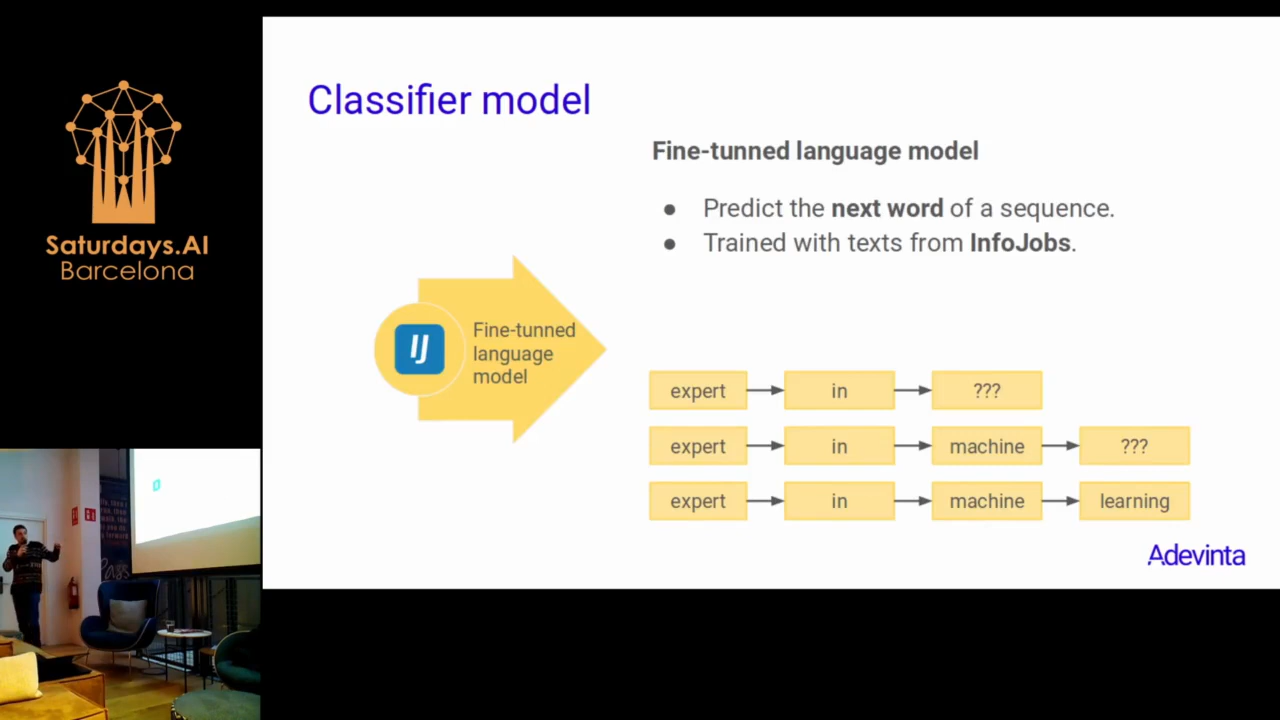 Saturdays.AI
Barcelona
Classifier model
Fine-tunned language model
● Predict the next word of a sequence.
● Trained with texts from InfoJobs.
IJ
Fine-tunned
language
model
expert in ???
expert in machine ???
expert in machine learning
Adevinta